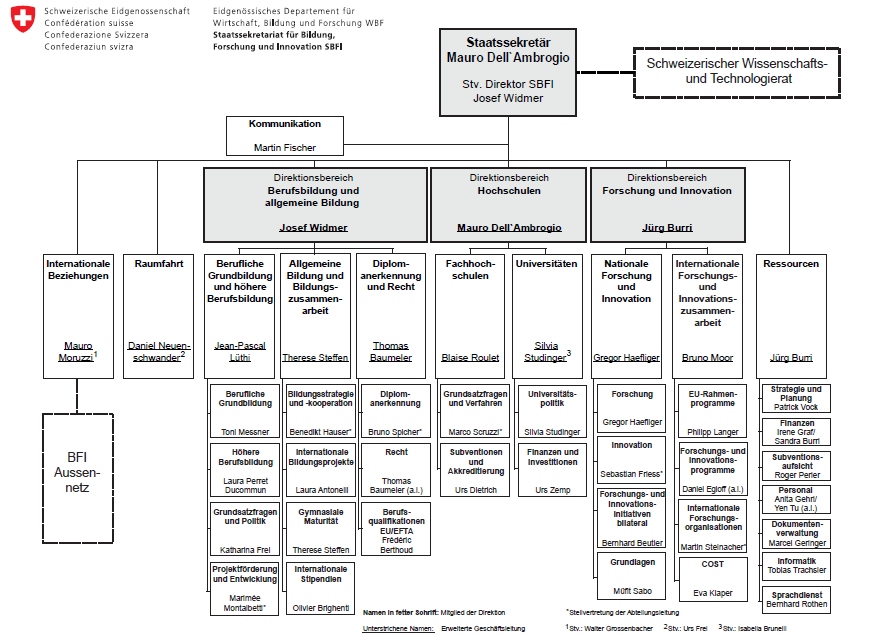 Schweizerische Eidgenossenschaft
Confédération suisse
Confederazione Svizzera
Confederaziun svizra
Eidgenössisches Departement für
Wirtschaft, Bildung und Forschung WBF
Staatssekretariat für Bildung,
Forschung und Innovation SBFI
Staatssekretär
Mauro Dell`Ambrogio
Stv. Direktor SBFI
Josef Widmer
Schweizerischer Wissenschafts-
und Technologierat
Kommunikation
Martin Fischer
Direktionsbereich
Berufsbildung und
allgemeine Bildung
Josef Widmer
Direktionsbereich
Hochschulen
Mauro Dell`Ambrogio
Direktionsbereich
Forschung und Innovation
Jürg Burri
Internationale
Beziehungen
Mauro
Moruzzi1
Raumfahrt
Daniel Neuen-
schwander2
Berufliche
Grundbildung
und höhere
Berufsbildung
Jean-Pascal
Lüthi
Allgemeine
Bildung und
Bildungs-
zusammen-
arbeit
Therese Steffen
Diplom-
anerkennung
und Recht
Thomas
Baumeler
Fachhoch-
schulen
Blaise Roulet
Universitäten
Silvia
Studinger3
Nationale
Forschung
und
Innovation
Gregor Haefliger
Internationale
Forschungs-
und
Innovations-
zusammen-
arbeit
Bruno Moor
Ressourcen
Jürg Burri
BFI
Aussen-
netz
Berufliche
Grundbildung
Toni Messner
Höhere
Berufsbildung
Laura Perret
Ducommun
Grundsatzfragen
und Politik
Katharina Frei
Projektförderung
und Entwicklung
Marimée
Montalbetti*
Bildungsstrategie
und -kooperation
Benedikt Hauser*
Internationale
Bildungsprojekte
Laura Antonelli
Gymnasiale
Maturität
Therese Steffen
Internationale
Stipendien
Olivier Brighenti
Diplom-
anerkennung
Bruno Spicher*
Recht
Thomas
Baumeler (a.i.)
Berufs-
qualifikationen
EU/EFTA
Frédéric
Berthoud
Grundsatzfragen
und Verfahren
Marco Scruzzi*
Subventionen
und
Akkreditierung
Urs Dietrich
Universitäts-
politik
Silvia Studinger
Finanzen und
Investitionen
Urs Zemp
Forschung
Gregor Haefliger
Innovation
Sebastian Friess*
Forschungs- und
Innovations-
initiativen
bilateral
Bernhard Beutler
Grundlagen
Müfit Sabo
EU-Rahmen-
programme
Philipp Langer
Forschungs- und
Innovations-
programme
Daniel Egloff (a.i.)
Internationale
Forschungs-
organisationen
Martin Steinacher*
COST
Eva Klaper
Strategie und
Planung
Patrick Vock
Finanzen
Irene Graf/
Sandra Burri
Subventions-
aufsicht
Roger Perler
Personal
Anita Gehri/
Yen Tu (a.i.)
Dokumenten-
verwaltung
Marcel Geringer
Informatik
Tobias Trachsler
Sprachdienst
Bernhard Rothen
Namen in fetter Schrift: Mitglied der Direktion
*Stellvertretung der Abteilungsleitung
Unterstrichene Namen: Erweiterte Geschäftsleitung
1Stv.: Walter Grossenbacher 2Stv.: Urs Frei 3Stv.: Isabella Brunelli